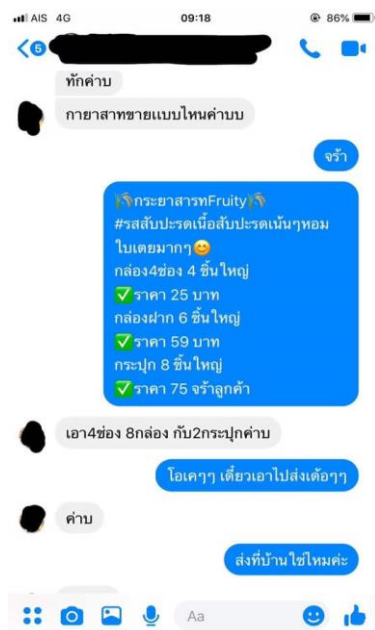 AIS 4G 09:18 86%
5
ทักค่าบ
กายาสาทขายแบบไหนค่าบบ
จร้า
กระยาสารทFruity
#รสสับปะรดเนื้อสับปะรดเน้นๆหอม
ใบเตยมากๆ
กล่อง4ช่อง 4 ชิ้นใหญ่
ราคา 25 บาท
กล่องฝาก 6 ชิ้นใหญ่
ราคา 59 บาท
กระปุก 8 ชิ้นใหญ่
ราคา 75 จร้าลูกค้า
เอา4ช่อง 8กล่อง กับ2กระปุกค่าบ
โอเคๆๆ เดี๋ยวเอาไปส่งเด้อๆๆ
ค่าบ
ส่งที่บ้านใช่ไหมค่ะ
Aa